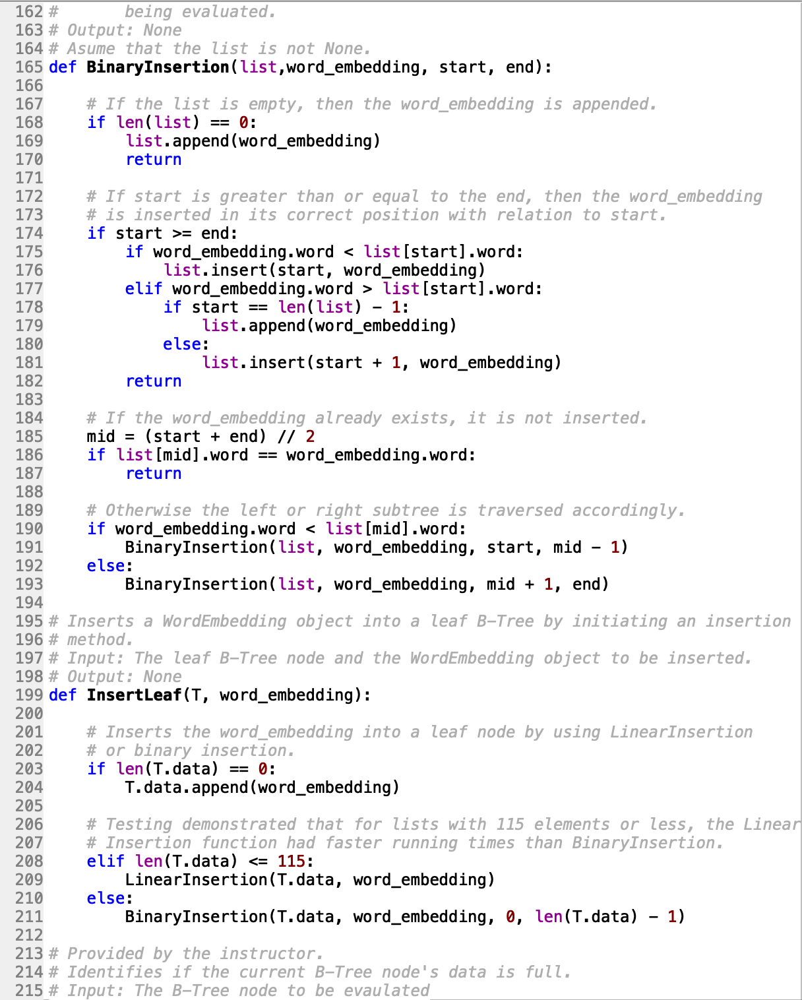 162 #       being evaluated.
163 # Output: None
164 # Asume that the list is not None.
165 def BinaryInsertion(list,word_embedding, start, end):
166
167     # If the list is empty, then the word_embedding is appended.
168     if len(list) == 0:
169         list.append(word_embedding)
170         return
171
172     # If start is greater than or equal to the end, then the word_embedding
173     # is inserted in its correct position with relation to start.
174     if start >= end:
175         if word_embedding.word < list[start].word:
176             list.insert(start, word_embedding)
177         elif word_embedding.word > list[start].word:
178             if start == len(list) - 1:
179                 list.append(word_embedding)
180             else:
181                 list.insert(start + 1, word_embedding)
182         return
183
184     # If the word_embedding already exists, it is not inserted.
185     mid = (start + end) // 2
186     if list[mid].word == word_embedding.word:
187         return
188
189     # Otherwise the left or right subtree is traversed accordingly.
190     if word_embedding.word < list[mid].word:
191         BinaryInsertion(list, word_embedding, start, mid - 1)
192     else:
193         BinaryInsertion(list, word_embedding, mid + 1, end)
194
195 # Inserts a WordEmbedding object into a leaf B-Tree by initiating an insertion
196 # method.
197 # Input: The leaf B-Tree node and the WordEmbedding object to be inserted.
198 # Output: None
199 def InsertLeaf(T, word_embedding):
200
201     # Inserts the word_embedding into a leaf node by using LinearInsertion
202     # or binary insertion.
203     if len(T.data) == 0:
204         T.data.append(word_embedding)
205
206     # Testing demonstrated that for lists with 115 elements or less, the Linear
207     # Insertion function had faster running times than BinaryInsertion.
208     elif len(T.data) <= 115:
209         LinearInsertion(T.data, word_embedding)
210     else:
211         BinaryInsertion(T.data, word_embedding, 0, len(T.data) - 1)
212
213 # Provided by the instructor.
214 # Identifies if the current B-Tree node's data is full.
215 # Input: The B-Tree node to be evaulated